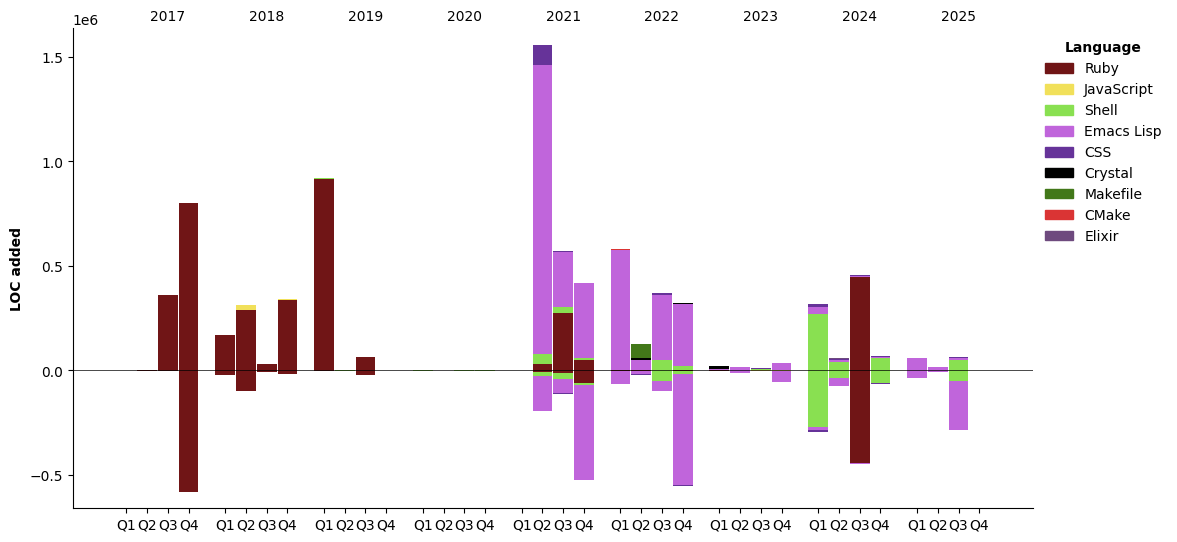 1e6
2017 2018 2019 2020 2021 2022 2023 2024 2025
LOC added
1.5
1.0
0.5
0.0
−0.5
Q1 Q2 Q3 Q4 Q1 Q2 Q3 Q4 Q1 Q2 Q3 Q4 Q1 Q2 Q3 Q4 Q1 Q2 Q3 Q4 Q1 Q2 Q3 Q4 Q1 Q2 Q3 Q4 Q1 Q2 Q3 Q4 Q1 Q2 Q3 Q4
Language
Ruby
JavaScript
Shell
Emacs Lisp
CSS
Crystal
Makefile
CMake
Elixir